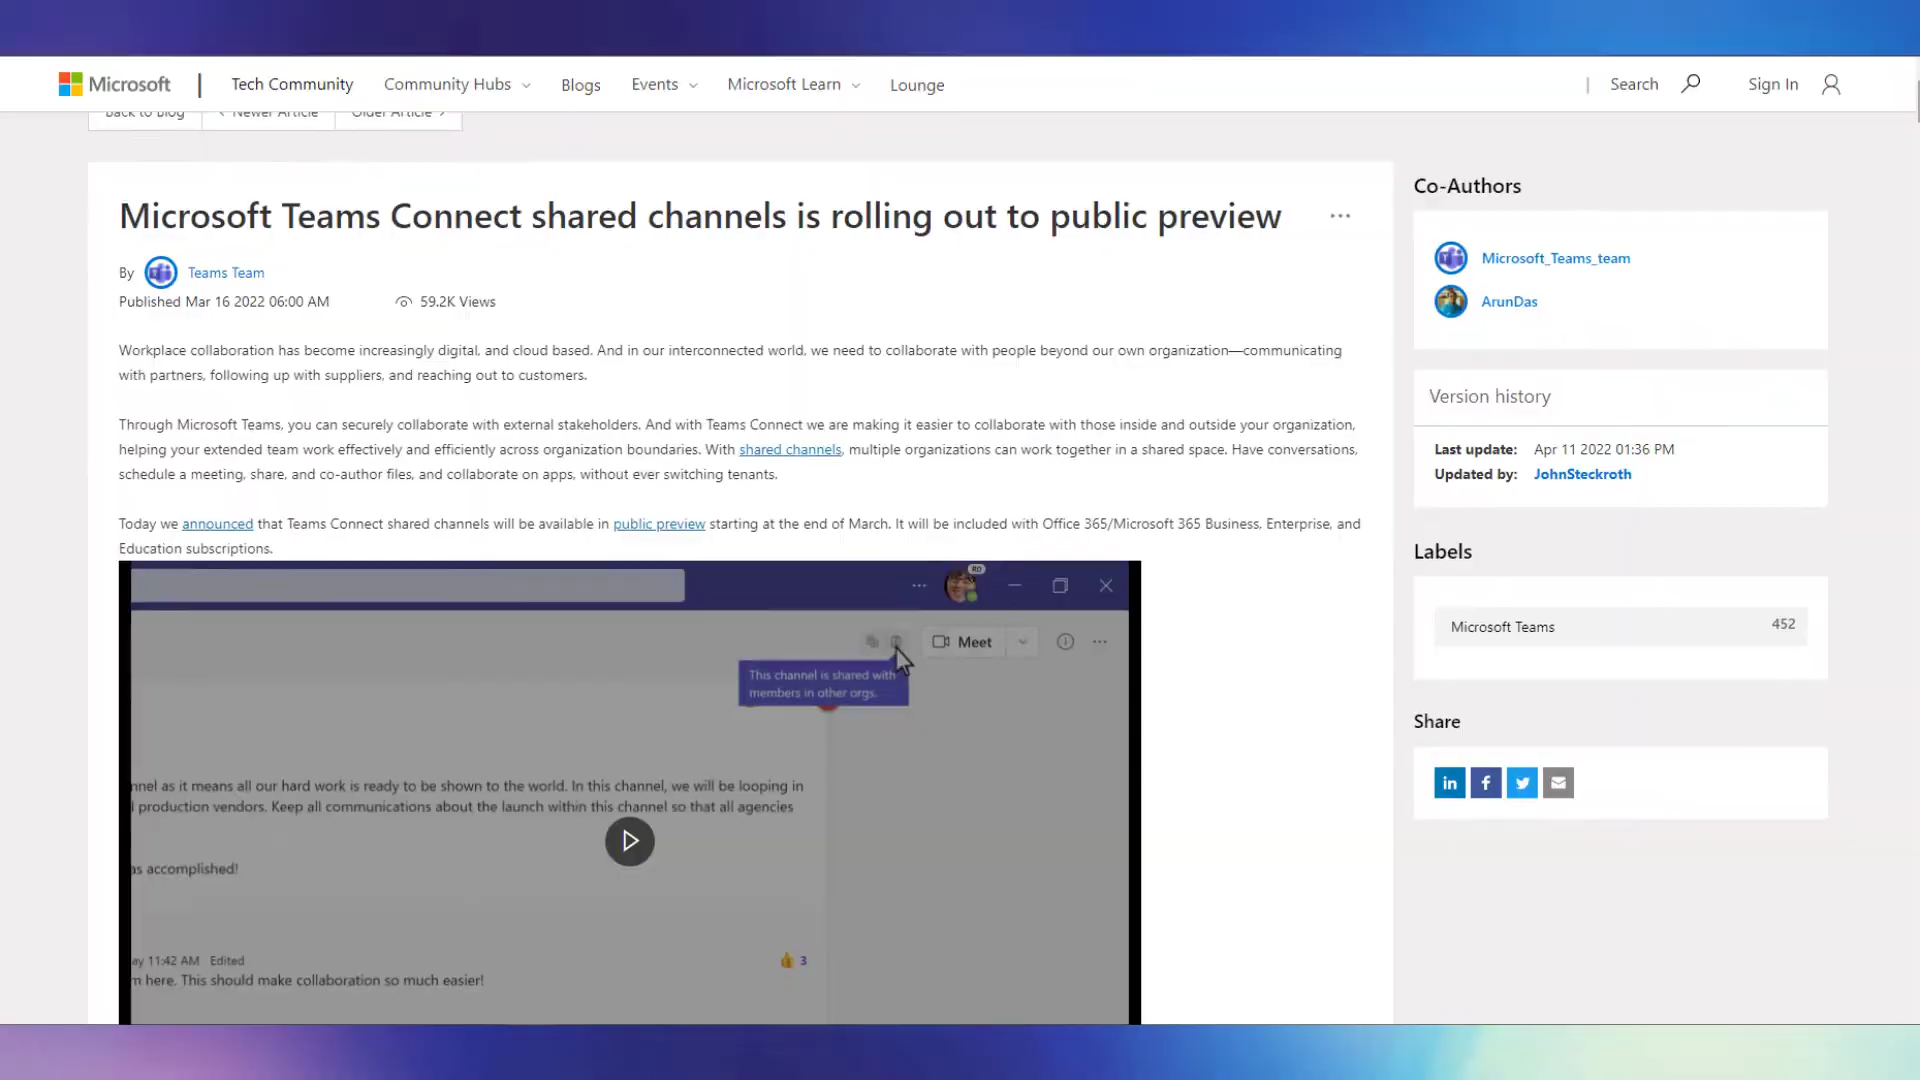 Microsoft | Tech Community Community Hubs Blogs Events Microsoft Learn Lounge | Search Sign In
Back to Blog < Newer Article Older Article >
Microsoft Teams Connect shared channels is rolling out to public preview
By Teams Team
Published Mar 16 2022 06:00 AM 59.2K Views
Workplace collaboration has become increasingly digital, and cloud based. And in our interconnected world, we need to collaborate with people beyond our own organization—communicating
with partners, following up with suppliers, and reaching out to customers.
Through Microsoft Teams, you can securely collaborate with external stakeholders. And with Teams Connect we are making it easier to collaborate with those inside and outside your organization,
helping your extended team work effectively and efficiently across organization boundaries. With shared channels, multiple organizations can work together in a shared space. Have conversations,
schedule a meeting, share, and co-author files, and collaborate on apps, without ever switching tenants.
Today we announced that Teams Connect shared channels will be available in public preview starting at the end of March. It will be included with Office 365/Microsoft 365 Business, Enterprise, and
Education subscriptions.
RO
Meet
This channel is shared with
members in other orgs.
nnel as it means all our hard work is ready to be shown to the world. In this channel, we will be looping in
l production vendors. Keep all communications about the launch within this channel so that all agencies
as accomplished!
ay 11:42 AM Edited
3
m here. This should make collaboration so much easier!
Co-Authors
Microsoft_Teams_team
ArunDas
Version history
Last update: Apr 11 2022 01:36 PM
Updated by: JohnSteckroth
Labels
Microsoft Teams 452
Share
in f